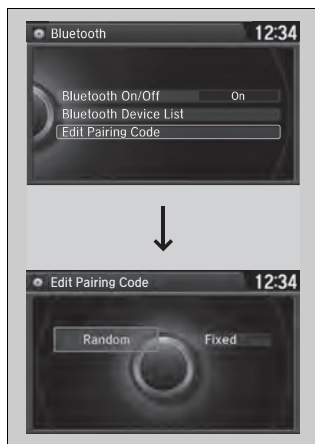 Bluetooth 12:34
Bluetooth On/Off On
Bluetooth Device List
Edit Pairing Code
Edit Pairing Code 12:34
Random Fixed